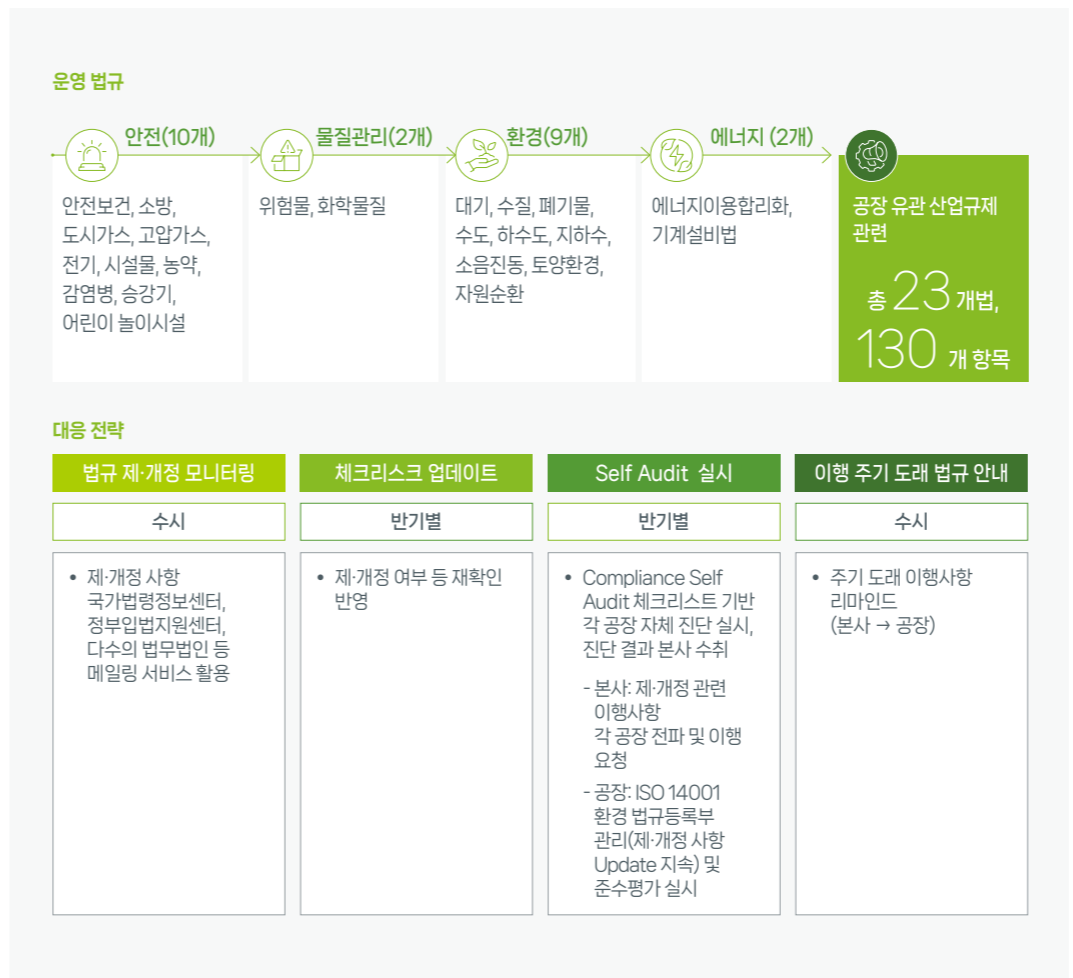 운영 법규
안전(10개)
안전보건, 소방,
도시가스, 고압가스,
전기, 시설물, 농약,
감염병, 승강기,
어린이 놀이시설
물질관리(2개)
위험물, 화학물질
환경(9개)
대기, 수질, 폐기물,
수도, 하수도, 지하수,
소음진동, 토양환경,
자원순환
에너지 (2개)
에너지이용합리화,
기계설비법
공장 유관 산업규제
관련
총 23 개법,
130 개 항목
대응 전략
법규 제·개정 모니터링
수시
• 제·개정 사항
국가법령정보센터,
정부입법지원센터,
다수의 법무법인 등
메일링 서비스 활용
체크리스크 업데이트
반기별
• 제·개정 여부 등 재확인
반영
Self Audit 실시
반기별
• Compliance Self
Audit 체크리스트 기반
각 공장 자체 진단 실시,
진단 결과 본사 수취
- 본사: 제·개정 관련
이행사항
각 공장 전파 및 이행
요청
- 공장: ISO 14001
환경 법규등록부
관리(제·개정 사항
Update 지속) 및
준수평가 실시
이행 주기 도래 법규 안내
수시
• 주기 도래 이행사항
리마인드
(본사 → 공장)